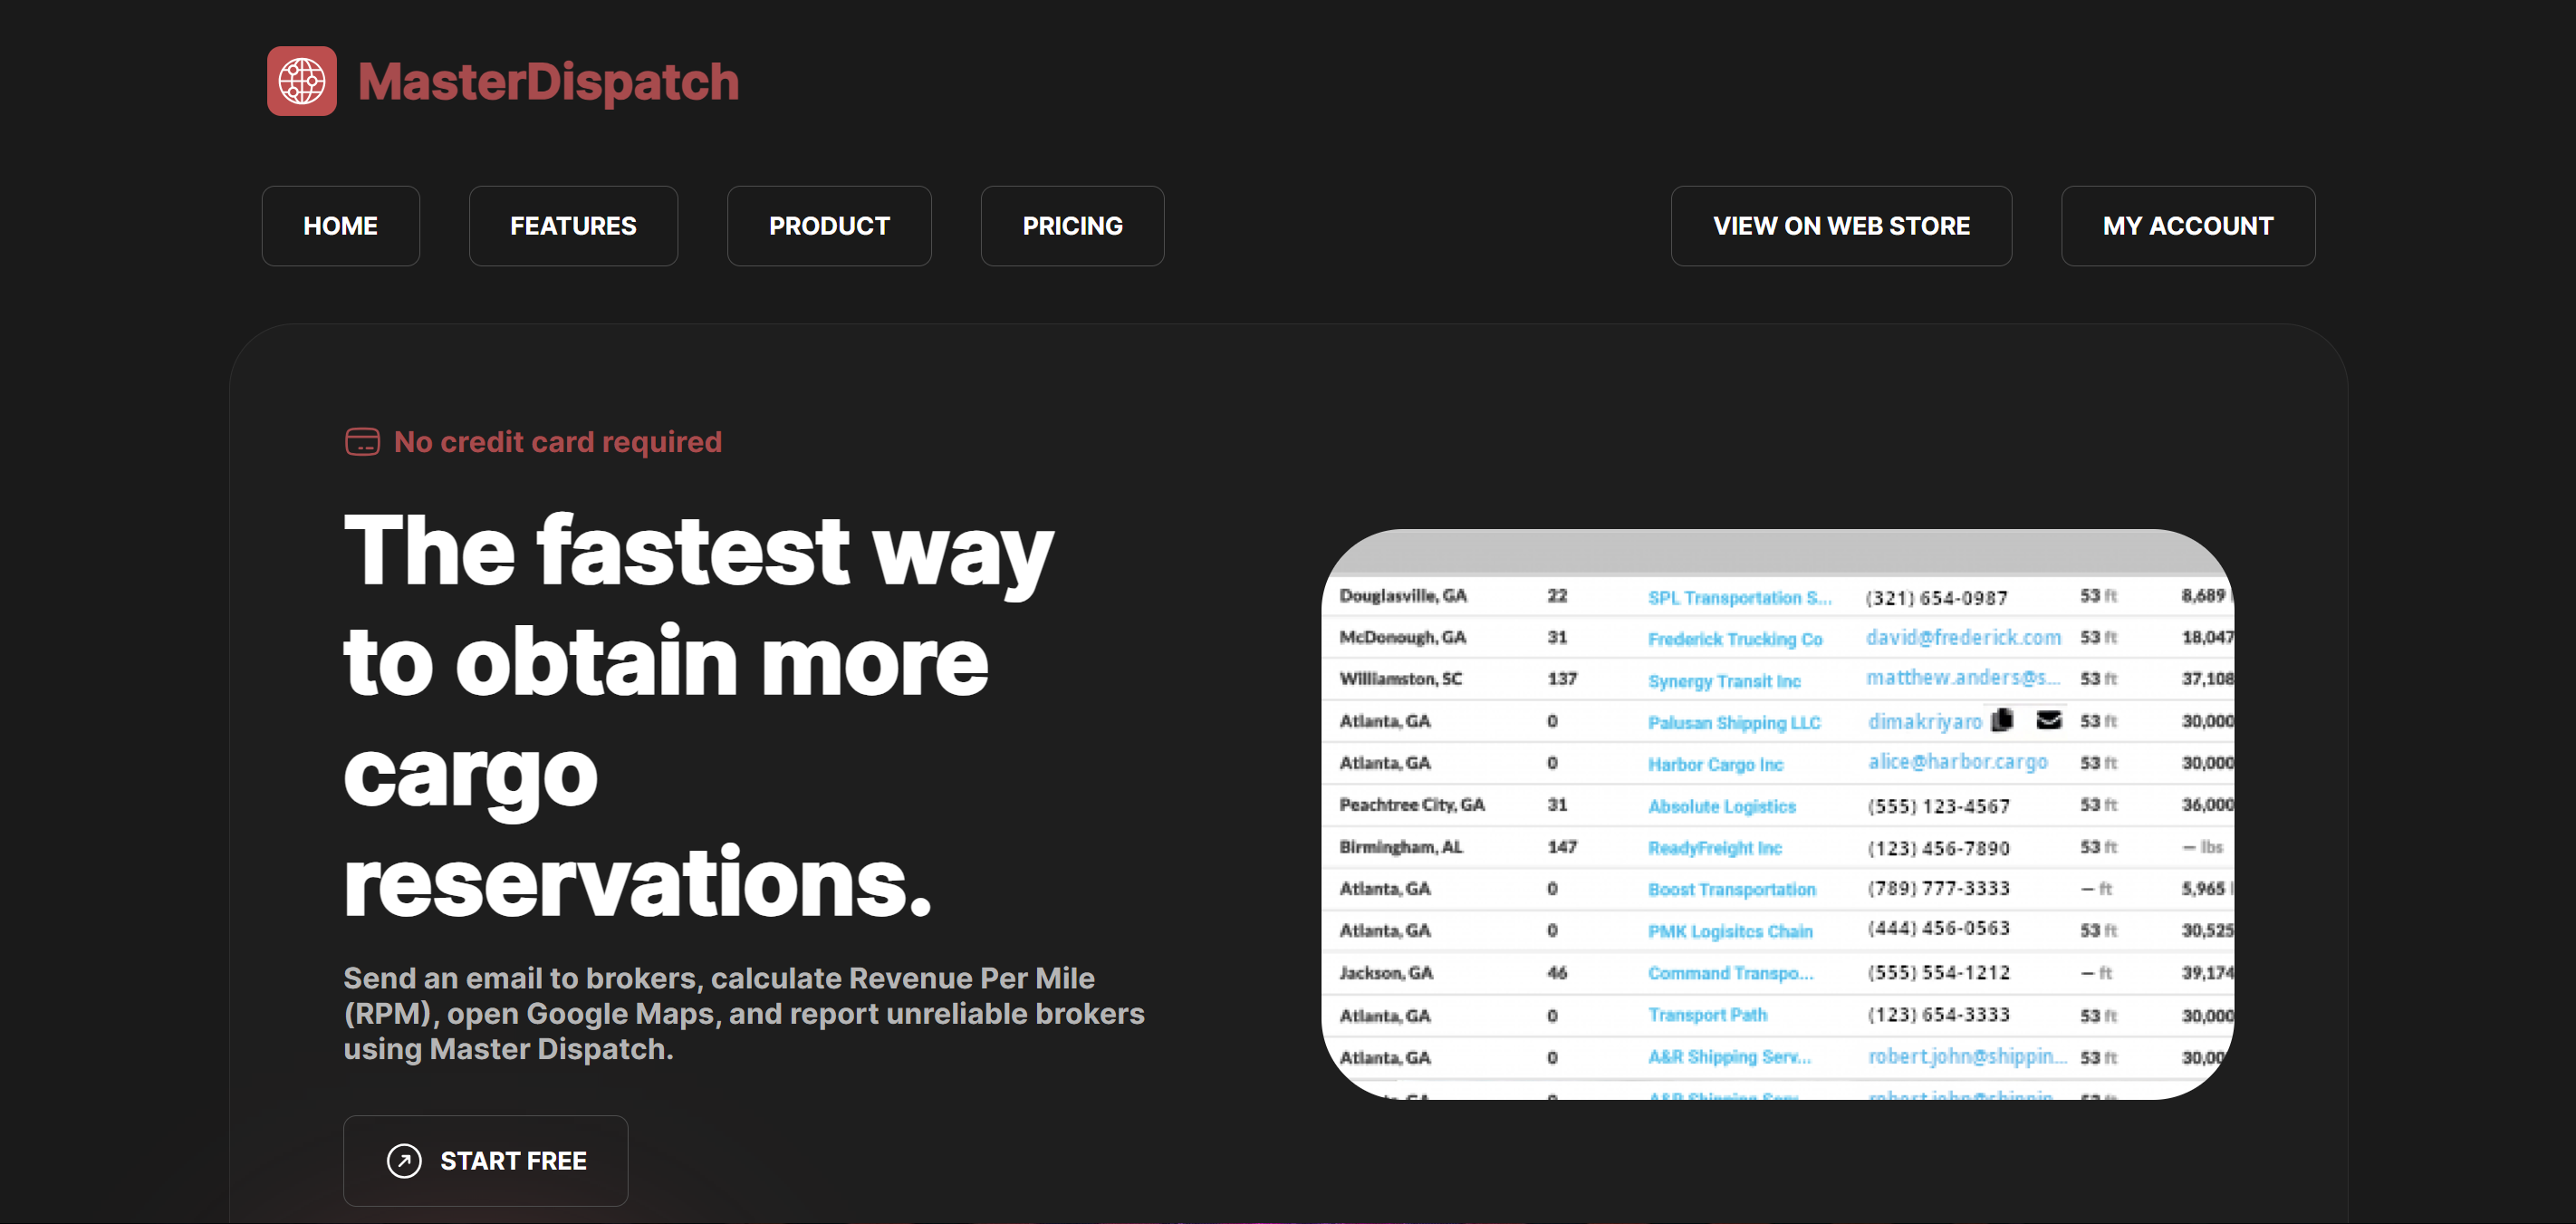 MasterDispatch
HOME FEATURES PRODUCT PRICING VIEW ON WEB STORE MY ACCOUNT
No credit card required
The fastest way
to obtain more
cargo
reservations.
Send an email to brokers, calculate Revenue Per Mile
(RPM), open Google Maps, and report unreliable brokers
using Master Dispatch.
START FREE
Douglasville, GA 22 SPL Transportation S... (321) 654-0987 53 ft 8,689
McDonough, GA 31 Frederick Trucking Co david@frederick.com 53 ft 18,047
Williamston, SC 137 Synergy Transit Inc matthew.anders@s... 53 ft 37,108
Atlanta, GA 0 Palusan Shipping LLC dimakriyaro 53 ft 30,000
Atlanta, GA 0 Harbor Cargo Inc alice@harbor.cargo 53 ft 30,000
Peachtree City, GA 31 Absolute Logistics (555) 123-4567 53 ft 36,000
Birmingham, AL 147 ReadyFreight Inc (123) 456-7890 53 ft – lbs
Atlanta, GA 0 Boost Transportation (789) 777-3333 – ft 5,965
Atlanta, GA 0 PMK Logisitcs Chain (444) 456-0563 53 ft 30,525
Jackson, GA 46 Command Transpo... (555) 554-1212 – ft 39,174
Atlanta, GA 0 Transport Path (123) 654-3333 53 ft 30,000
Atlanta, GA 0 A&R Shipping Serv... robert.john@shippin... 53 ft 30,00